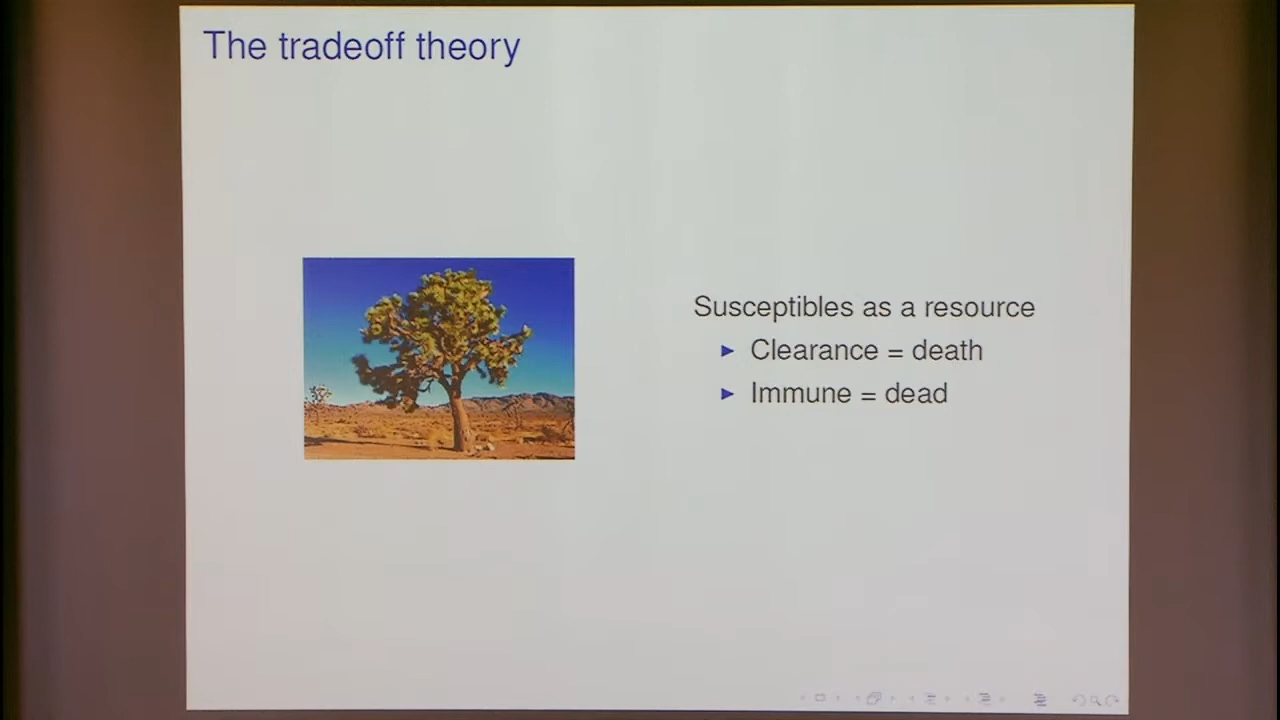 The tradeoff theory
Susceptibles as a resource
Clearance = death
Immune = dead